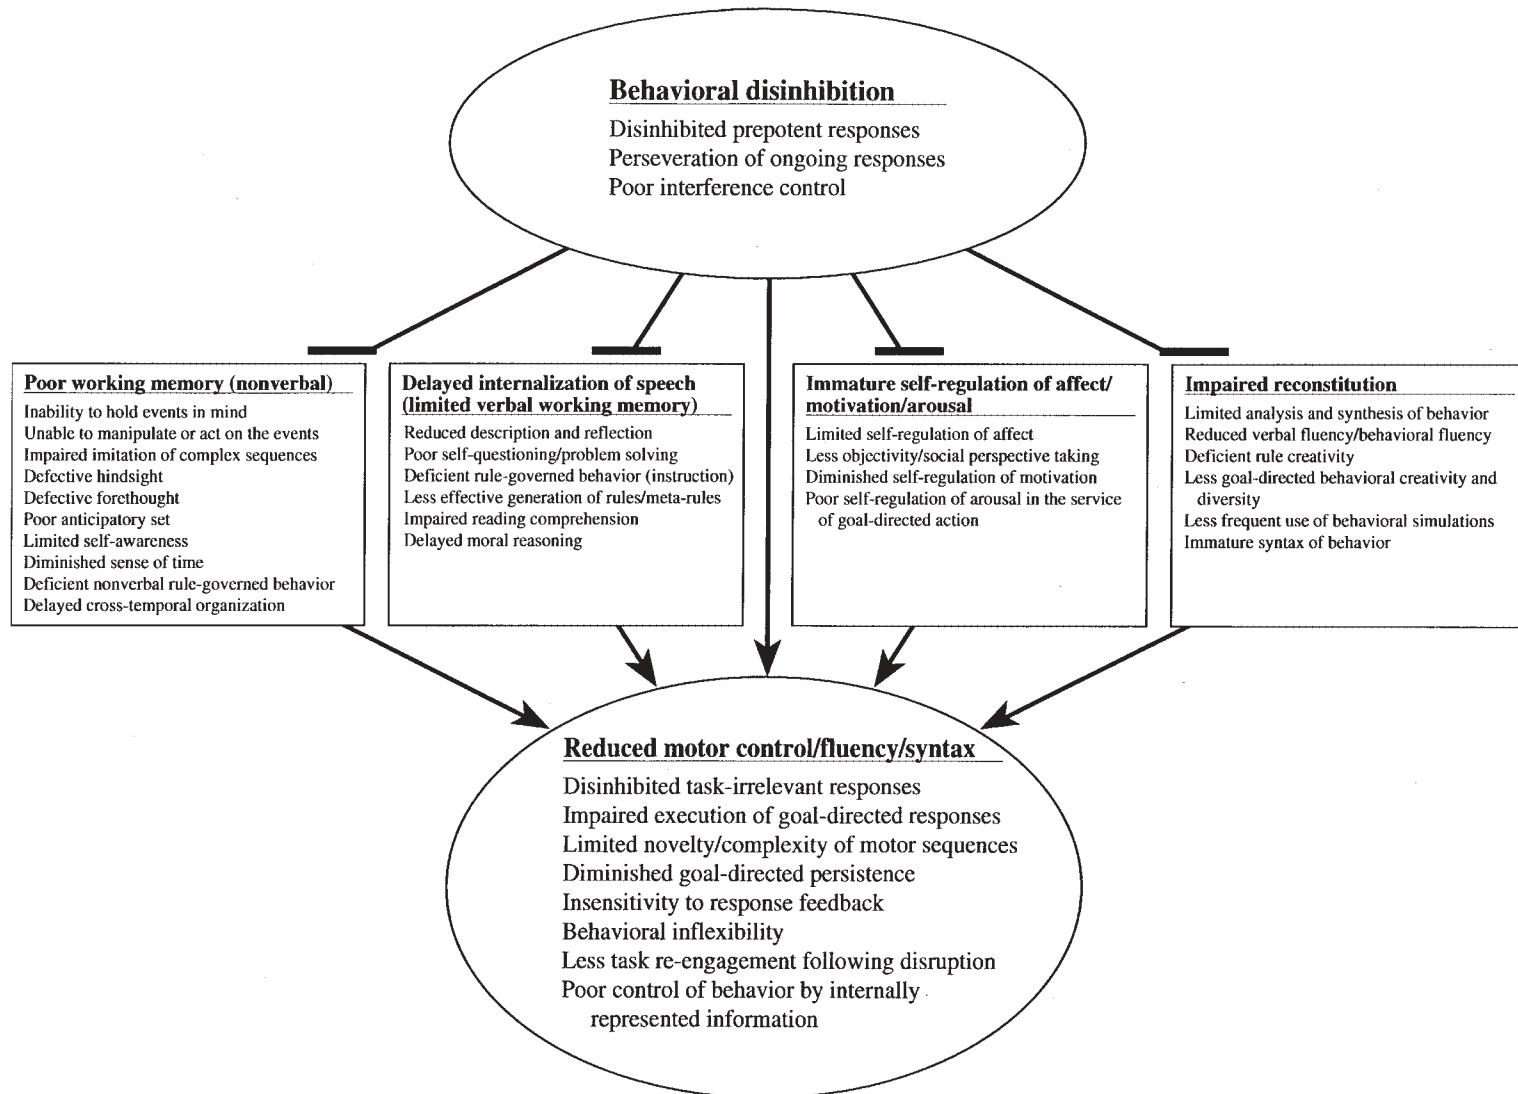 Behavioral disinhibition
Disinhibited prepotent responses
Perseveration of ongoing responses
Poor interference control
Poor working memory (nonverbal)
Inability to hold events in mind
Unable to manipulate or act on the events
Impaired imitation of complex sequences
Defective hindsight
Defective forethought
Poor anticipatory set
Limited self-awareness
Diminished sense of time
Deficient nonverbal rule-governed behavior
Delayed cross-temporal organization
Delayed internalization of speech
(limited verbal working memory)
Reduced description and reflection
Poor self-questioning/problem solving
Deficient rule-governed behavior (instruction)
Less effective generation of rules/meta-rules
Impaired reading comprehension
Delayed moral reasoning
Immature self-regulation of affect/
motivation/arousal
Limited self-regulation of affect
Less objectivity/social perspective taking
Diminished self-regulation of motivation
Poor self-regulation of arousal in the service
of goal-directed action
Impaired reconstitution
Limited analysis and synthesis of behavior
Reduced verbal fluency/behavioral fluency
Deficient rule creativity
Less goal-directed behavioral creativity and
diversity
Less frequent use of behavioral simulations
Immature syntax of behavior
Reduced motor control/fluency/syntax
Disinhibited task-irrelevant responses
Impaired execution of goal-directed responses
Limited novelty/complexity of motor sequences
Diminished goal-directed persistence
Insensitivity to response feedback
Behavioral inflexibility
Less task re-engagement following disruption
Poor control of behavior by internally
represented information